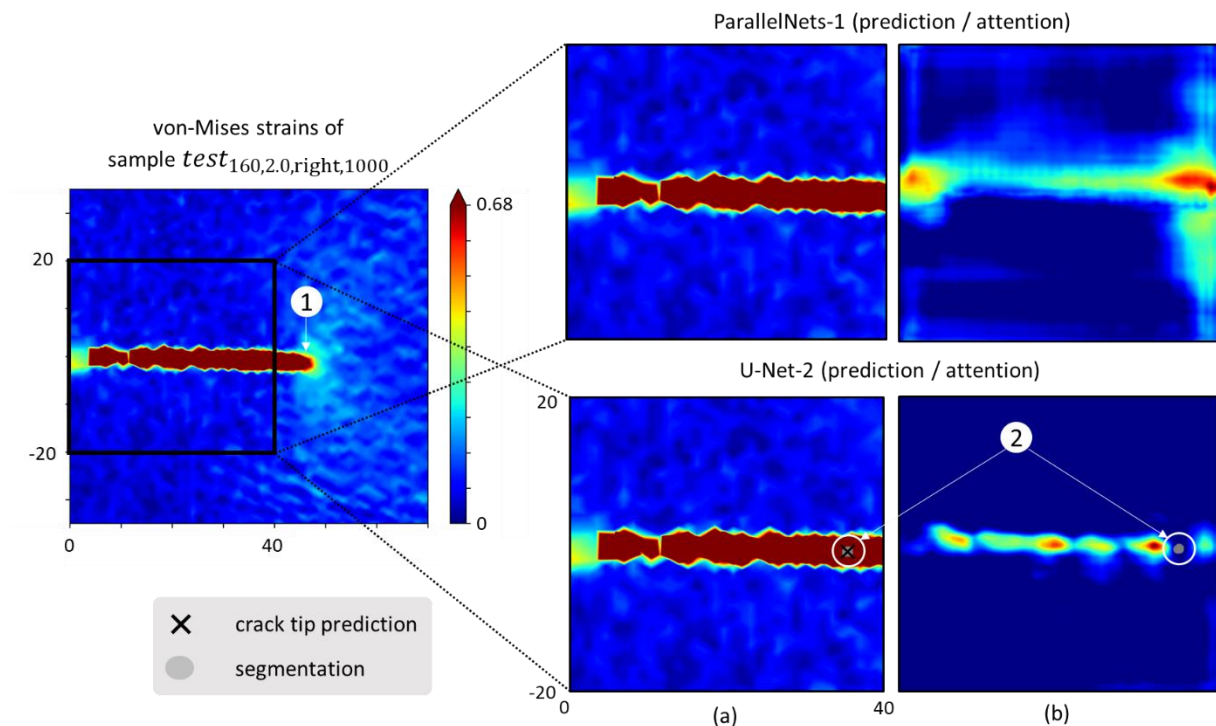 ParallelNets-1 (prediction / attention)
von-Mises strains of
sample test160,2.0,right,1000
0.68
20
1
-20
0
0
40
U-Net-2 (prediction / attention)
20
2
-20
0
40
(a)
(b)
crack tip prediction
segmentation